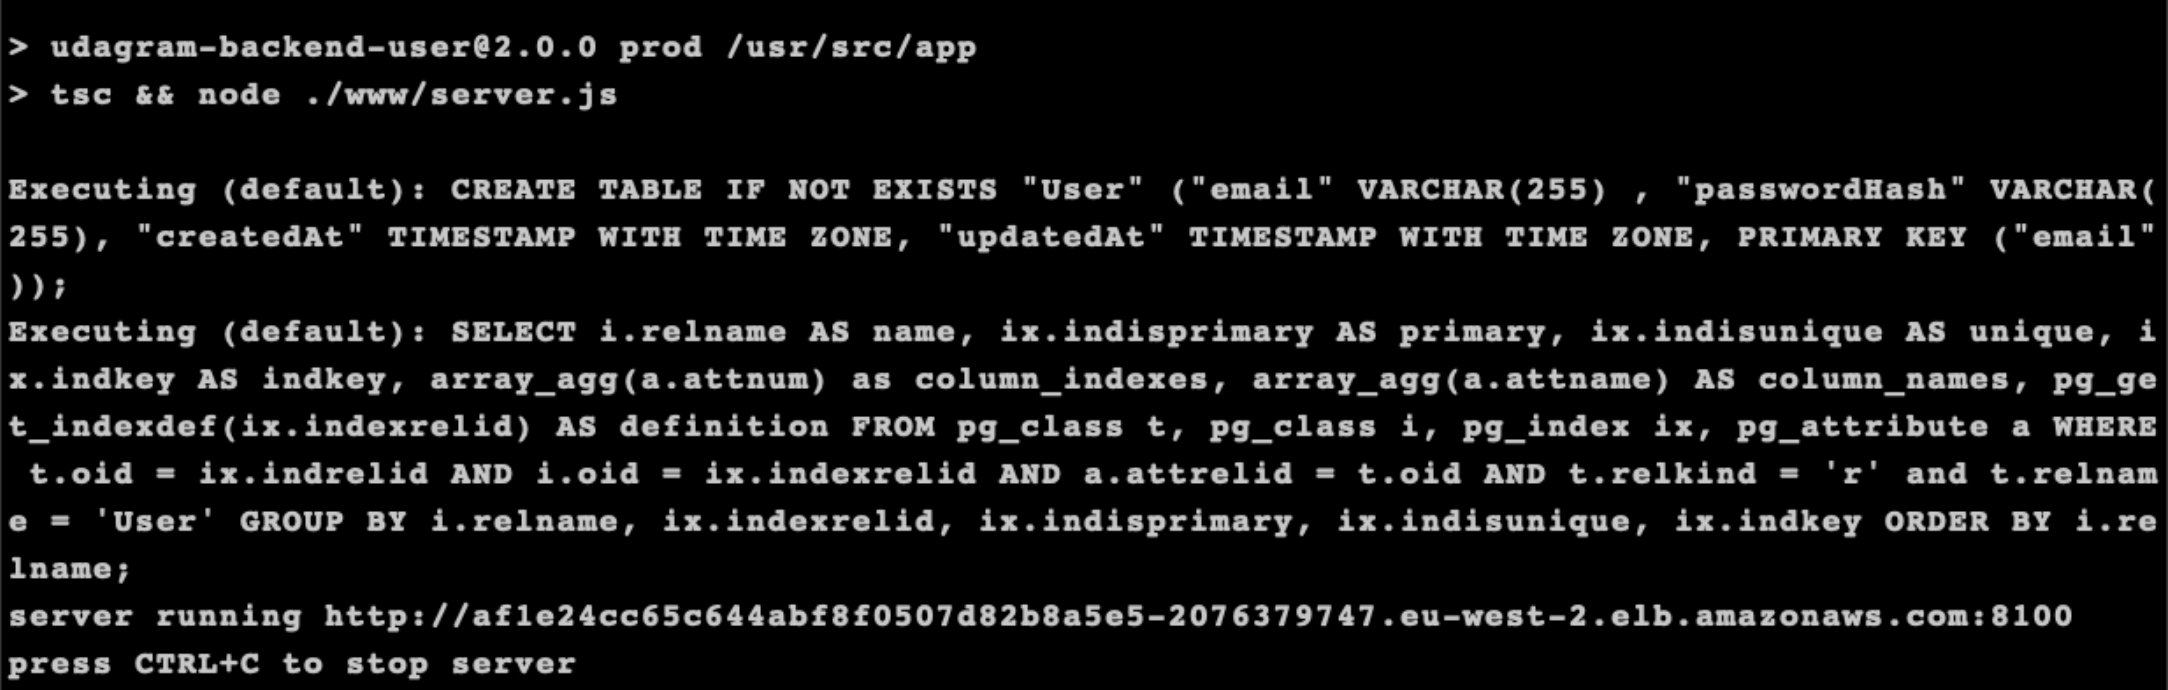 > udagram-backend-user@2.0.0 prod /usr/src/app
> tsc && node ./www/server.js
Executing (default): CREATE TABLE IF NOT EXISTS "User" ("email" VARCHAR(255) , "passwordHash" VARCHAR(
255), "createdAt" TIMESTAMP WITH TIME ZONE, "updatedAt" TIMESTAMP WITH TIME ZONE, PRIMARY KEY ("email"
));
Executing (default): SELECT i.relname AS name, ix.indisprimary AS primary, ix.indisunique AS unique, i
x.indkey AS indkey, array_agg(a.attnum) as column_indexes, array_agg(a.attname) AS column_names, pg_ge
t_indexdef(ix.indexrelid) AS definition FROM pg_class t, pg_class i, pg_index ix, pg_attribute a WHERE
 t.oid = ix.indrelid AND i.oid = ix.indexrelid AND a.attrelid = t.oid AND t.relkind = 'r' and t.relnam
e = 'User' GROUP BY i.relname, ix.indexrelid, ix.indisprimary, ix.indisunique, ix.indkey ORDER BY i.re
lname;
server running http://af1e24cc65c644abf8f0507d82b8a5e5-2076379747.eu-west-2.elb.amazonaws.com:8100
press CTRL+C to stop server